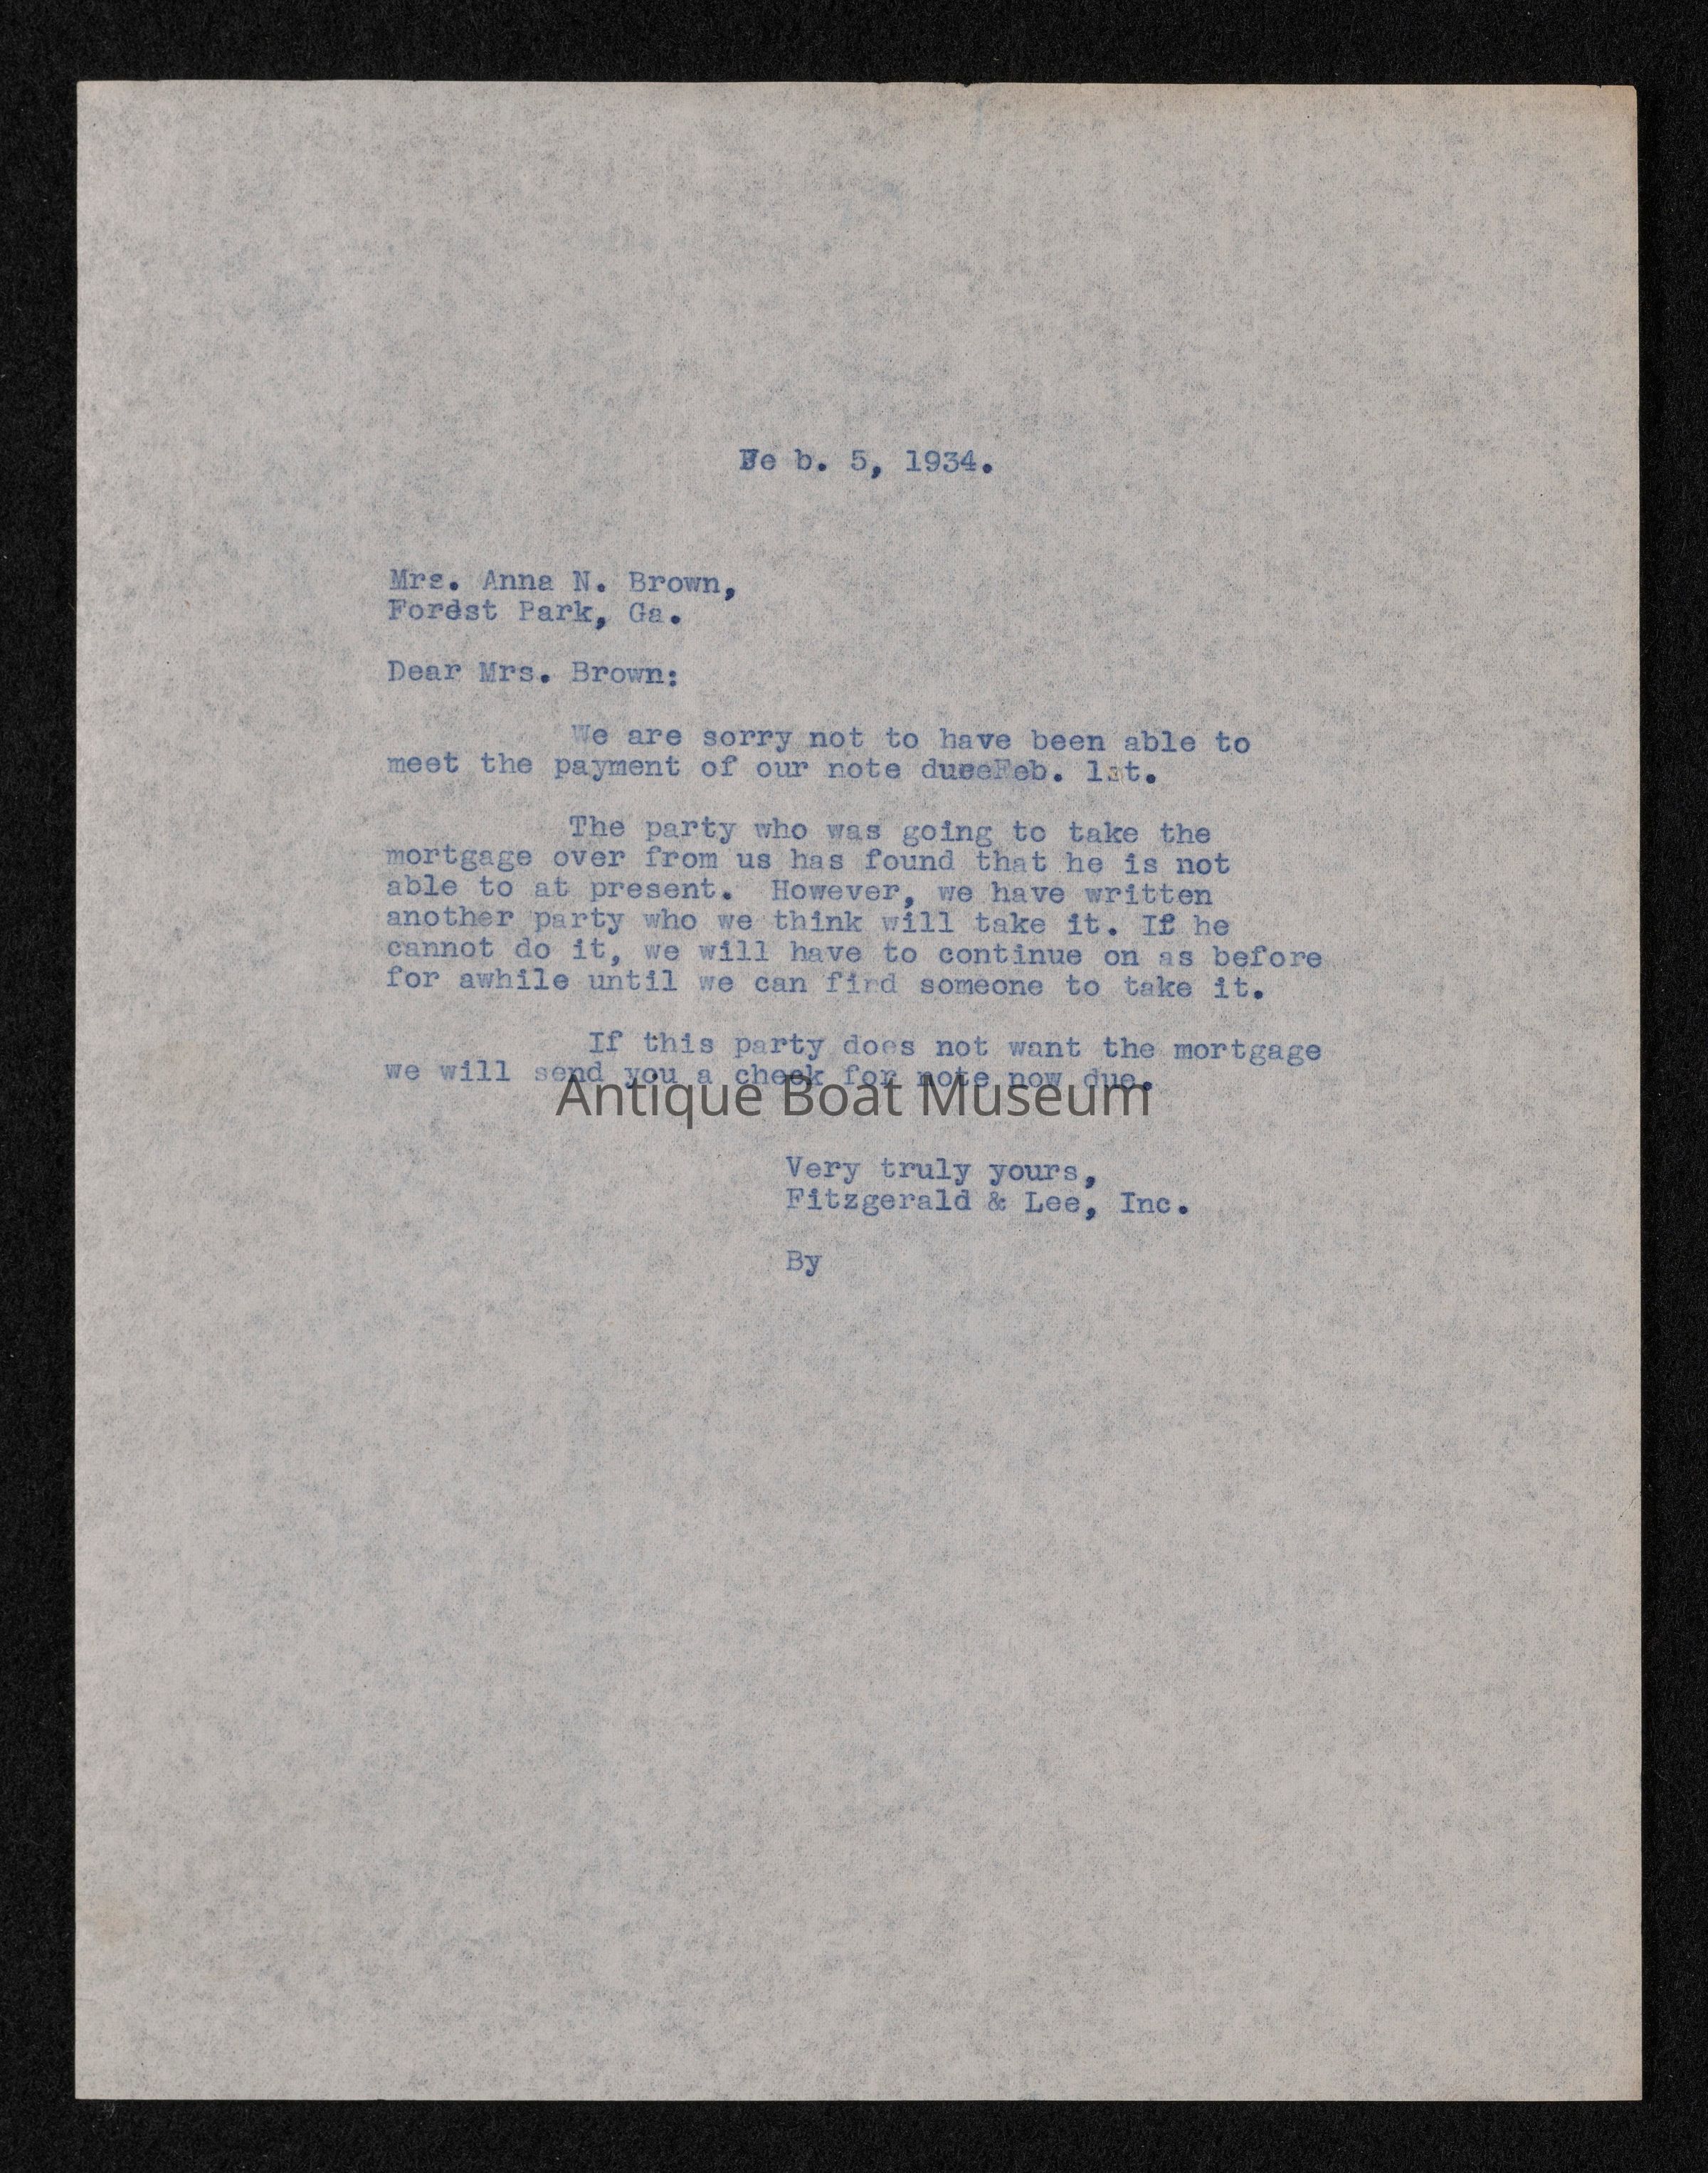 Feb. 5, 1934.
Mrs. Anna N. Brown,
Forest Park, Ga.
Dear Mrs. Brown:
We are sorry not to have been able to
meet the payment of our note due Feb. 1st.
The party who was going to take the
mortgage over from us has found that he is not
able to at present. However, we have written
another party who we think will take it. If he
cannot do it, we will have to continue on as before
for awhile until we can find someone to take it.
If this party does not want the mortgage
we will send you a check for note now due.
Antique Boat Museum
Very truly yours,
Fitzgerald & Lee, Inc.
By